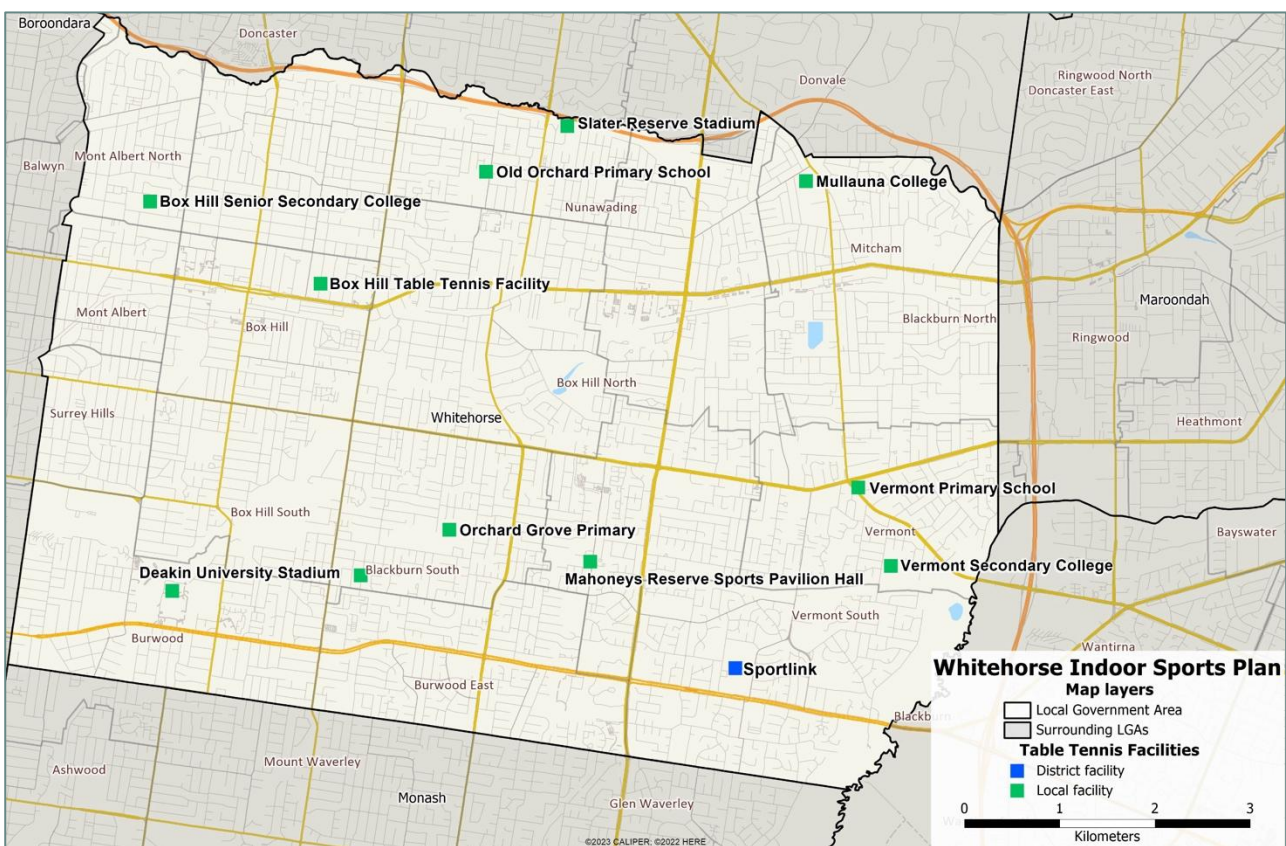 Boroondara
Doncaster
Donvale
Ringwood North
Doncaster East
Slater Reserve Stadium
Balwyn
Mont Albert North
Old Orchard Primary School
Mullauna College
Box Hill Senior Secondary College
Nunawading
Mitcham
Box Hill Table Tennis Facility
Maroondah
Mont Albert
Box Hill
Blackburn North
Ringwood
Box Hill North
Surrey Hills
Whitehorse
Heathmont
Vermont Primary School
Box Hill South
Orchard Grove Primary
Vermont
Bayswater
Deakin University Stadium
Blackburn South
Mahoneys Reserve Sports Pavilion Hall
Vermont Secondary College
Vermont South
Burwood
Wantirna
Sportlink
Burwood East
Blackburn
Ashwood
Mount Waverley
Monash
Glen Waverley
Whitehorse Indoor Sports Plan
Map layers
Local Government Area
Surrounding LGAs
Table Tennis Facilities
District facility
Local facility
0 1 2 3
Kilometers
©2023 CALIPER; ©2022 HERE